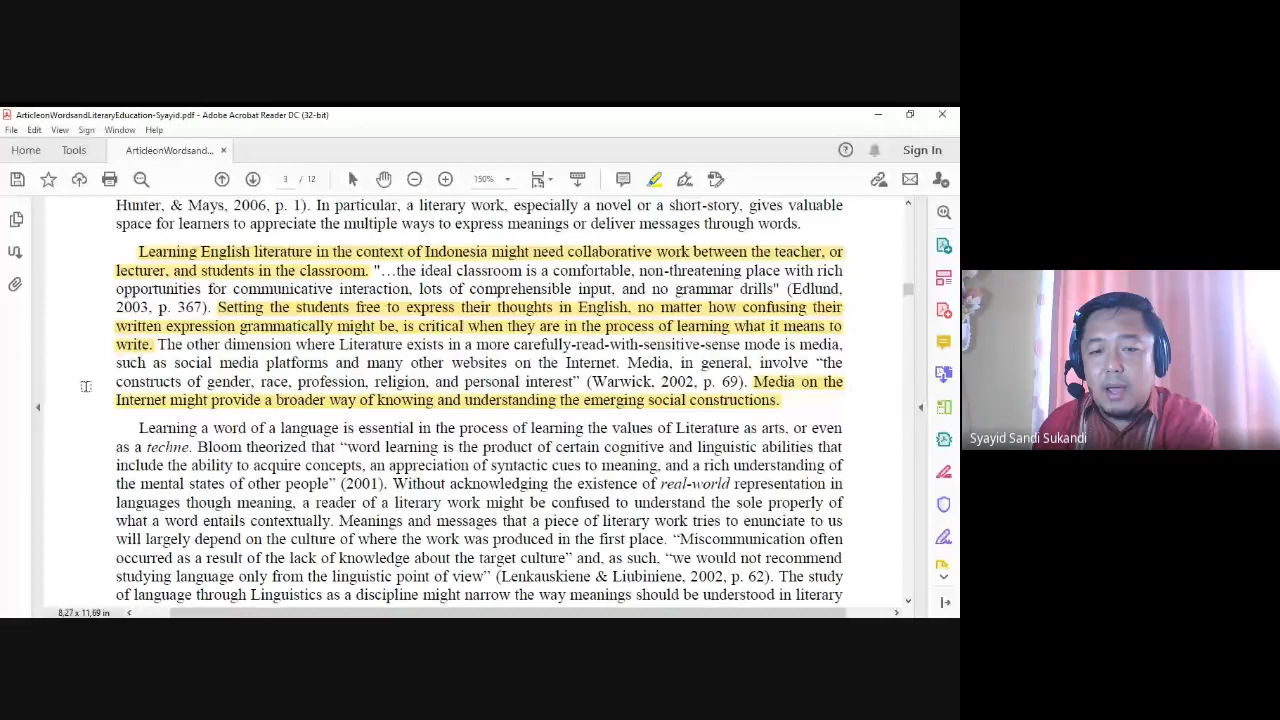 ArticleonWordsandLiteraryEducation-Syayid.pdf - Adobe Acrobat Reader DC (32-bit)
File Edit View Sign Window Help
Home Tools ArticleonWordsand... × Sign In
3 / 12 150%
Hunter, & Mays, 2006, p. 1). In particular, a literary work, especially a novel or a short-story, gives valuable
space for learners to appreciate the multiple ways to express meanings or deliver messages through words.
Learning English literature in the context of Indonesia might need collaborative work between the teacher, or
lecturer, and students in the classroom. "…the ideal classroom is a comfortable, non-threatening place with rich
opportunities for communicative interaction, lots of comprehensible input, and no grammar drills" (Edlund,
2003, p. 367). Setting the students free to express their thoughts in English, no matter how confusing their
written expression grammatically might be, is critical when they are in the process of learning what it means to
write. The other dimension where Literature exists in a more carefully-read-with-sensitive-sense mode is media,
such as social media platforms and many other websites on the Internet. Media, in general, involve “the
constructs of gender, race, profession, religion, and personal interest” (Warwick, 2002, p. 69). Media on the
Internet might provide a broader way of knowing and understanding the emerging social constructions.
Learning a word of a language is essential in the process of learning the values of Literature as arts, or even
as a techne. Bloom theorized that “word learning is the product of certain cognitive and linguistic abilities that
include the ability to acquire concepts, an appreciation of syntactic cues to meaning, and a rich understanding of
the mental states of other people” (2001). Without acknowledging the existence of real-world representation in
languages though meaning, a reader of a literary work might be confused to understand the sole properly of
what a word entails contextually. Meanings and messages that a piece of literary work tries to enunciate to us
will largely depend on the culture of where the work was produced in the first place. “Miscommunication often
occurred as a result of the lack of knowledge about the target culture” and, as such, “we would not recommend
studying language only from the linguistic point of view” (Lenkauskiene & Liubiniene, 2002, p. 62). The study
of language through Linguistics as a discipline might narrow the way meanings should be understood in literary
8,27 x 11,69 in
Syayid Sandi Sukandi